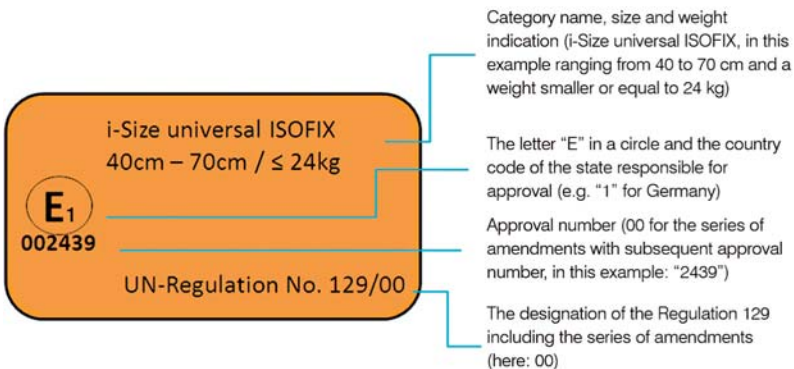 i-Size universal ISOFIX
40cm – 70cm / ≤ 24kg
E1
002439
UN-Regulation No. 129/00
Category name, size and weight
indication (i-Size universal ISOFIX, in this
example ranging from 40 to 70 cm and a
weight smaller or equal to 24 kg)
The letter “E” in a circle and the country
code of the state responsible for
approval (e.g. “1” for Germany)
Approval number (00 for the series of
amendments with subsequent approval
number, in this example: “2439”)
The designation of the Regulation 129
including the series of amendments
(here: 00)